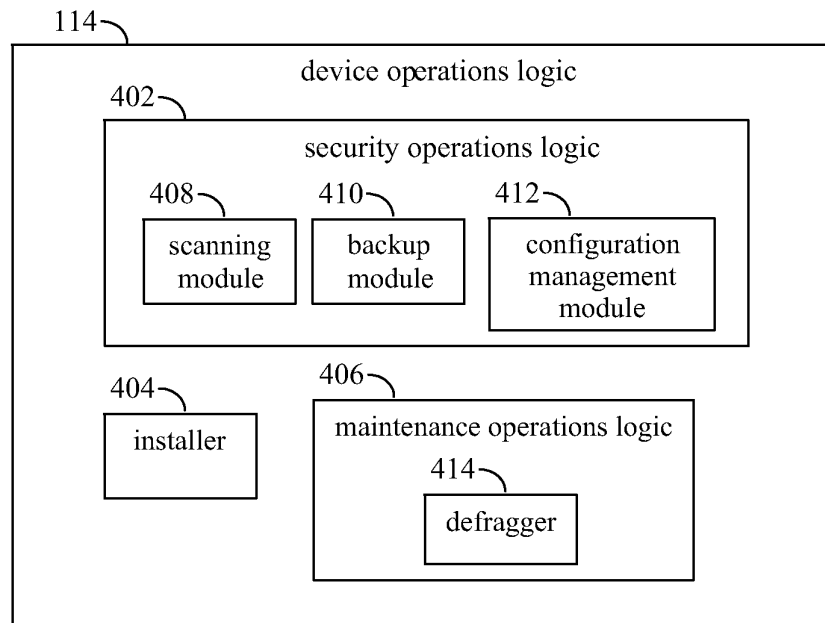 114
device operations logic
402
security operations logic
408
410
412
scanning
module
backup
module
configuration
management
module
404
406
installer
maintenance operations logic
414
defragger